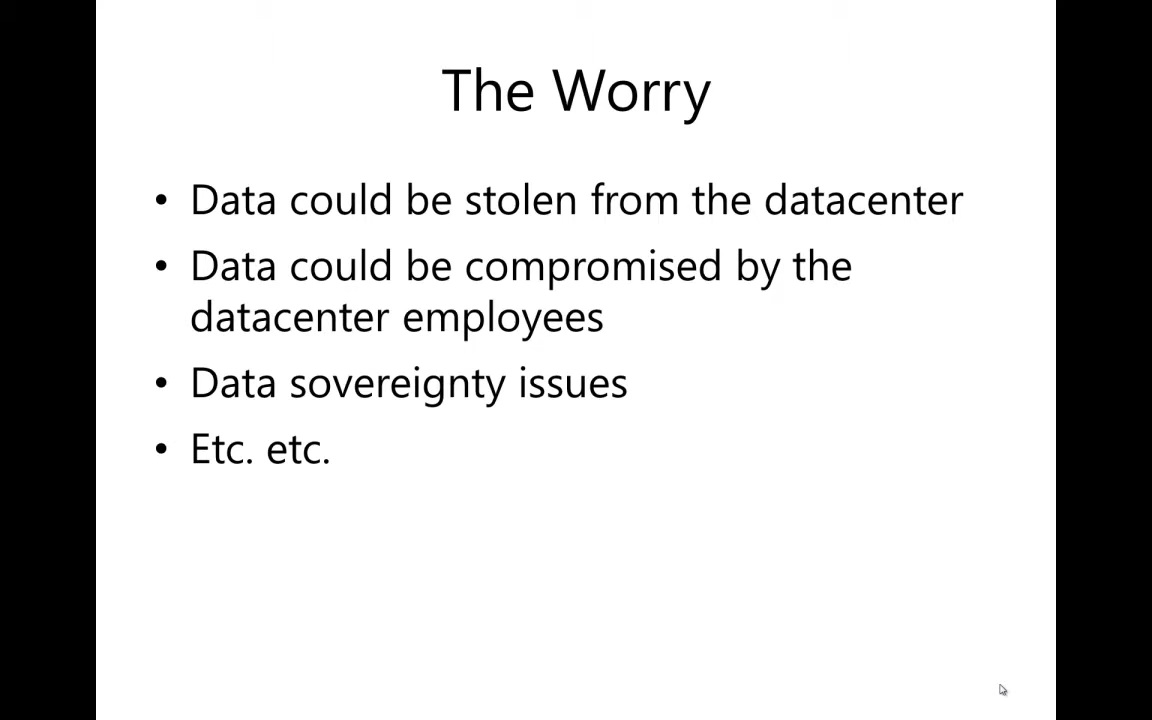 The Worry
• Data could be stolen from the datacenter
• Data could be compromised by the
datacenter employees
• Data sovereignty issues
• Etc. etc.